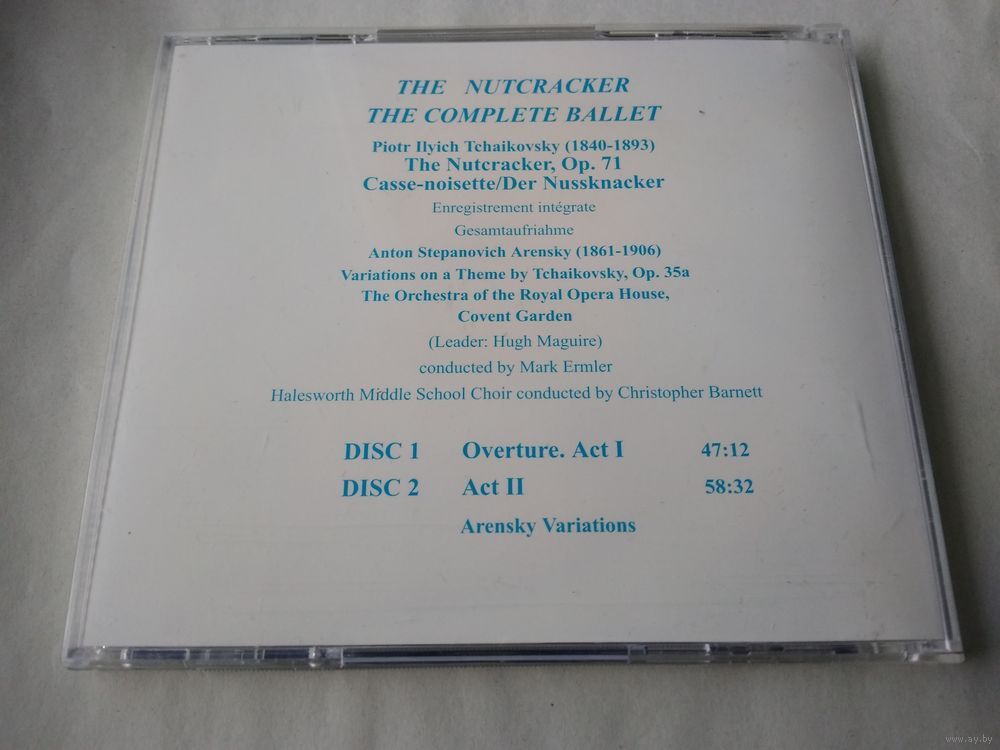 THE NUTCRACKER
THE COMPLETE BALLET
Piotr Ilyich Tchaikovsky (1840-1893)
The Nutcracker, Op. 71
Casse-noisette/Der Nussknacker
Enregistrement intégrate
Gesamtaufriahme
Anton Stepanovich Arensky (1861-1906)
Variations on a Theme by Tchaikovsky, Op. 35a
The Orchestra of the Royal Opera House,
Covent Garden
(Leader: Hugh Maguire)
conducted by Mark Ermler
Halesworth Middle School Choir conducted by Christopher Barnett
DISC 1 Overture. Act I 47:12
DISC 2 Act II 58:32
Arensky Variations
www.ay.by